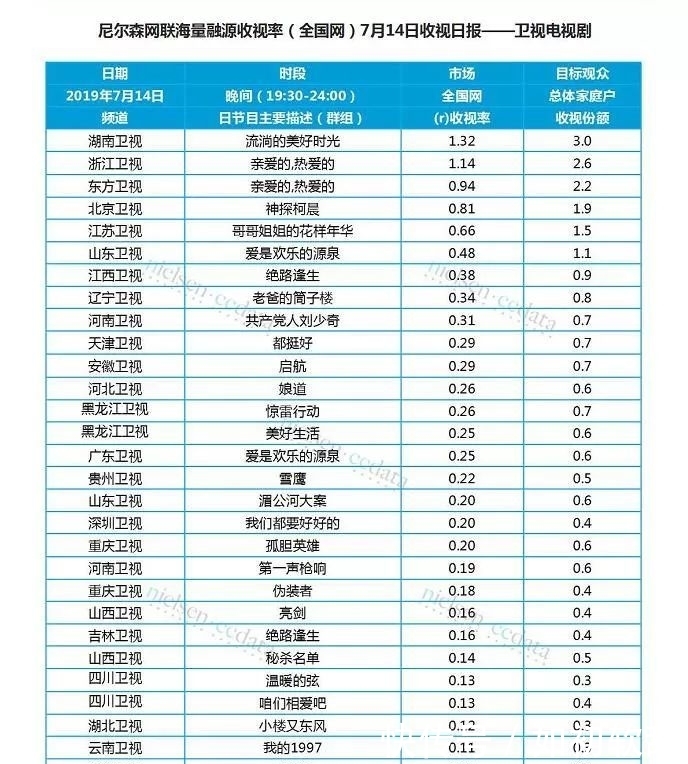 尼尔森网联海量融源收视率（全国网）7月14日收视日报——卫视电视剧
日期 时段 市场 目标观众
2019年7月14日 晚间（19:30-24:00） 全国网 总体家庭户
频道 日节目主要描述（群组） (r)收视率 收视份额
湖南卫视 流淌的美好时光 1.32 3.0
浙江卫视 亲爱的,热爱的 1.14 2.6
东方卫视 亲爱的,热爱的 0.94 2.2
北京卫视 神探柯晨 0.81 1.9
江苏卫视 哥哥姐姐的花样年华 0.66 1.5
山东卫视 爱是欢乐的源泉 0.48 1.1
江西卫视 绝路逢生 0.38 0.9
辽宁卫视 老爸的筒子楼 0.34 0.8
河南卫视 共产党人刘少奇 0.31 0.7
天津卫视 都挺好 0.29 0.7
安徽卫视 启航 0.29 0.7
河北卫视 娘道 0.26 0.6
黑龙江卫视 惊雷行动 0.26 0.7
黑龙江卫视 美好生活 0.25 0.6
广东卫视 爱是欢乐的源泉 0.25 0.6
贵州卫视 雪鹰 0.22 0.5
山东卫视 湄公河大案 0.20 0.6
深圳卫视 我们都要好好的 0.20 0.4
重庆卫视 孤胆英雄 0.20 0.6
河南卫视 第一声枪响 0.19 0.6
重庆卫视 伪装者 0.18 0.4
山西卫视 亮剑 0.16 0.4
吉林卫视 绝路逢生 0.16 0.4
山西卫视 秘杀名单 0.14 0.5
四川卫视 温暖的弦 0.13 0.3
四川卫视 咱们相爱吧 0.13 0.4
湖北卫视 小楼又东风 0.12 0.3
云南卫视 我的1997 0.11
nielsen-ccdata
nielsen-ccdata
nielsen-ccdata
nielsen-ccdata
nielsen-ccdata